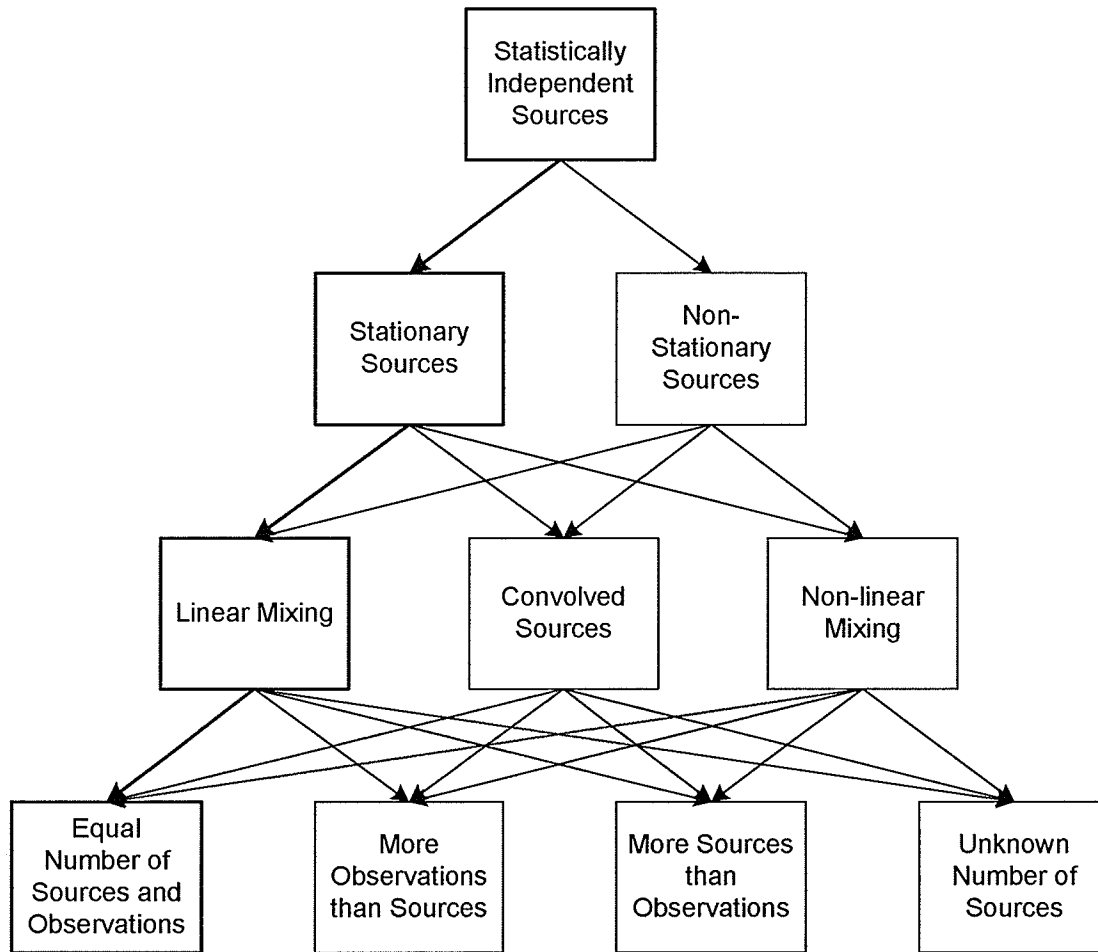 Statistically
Independent
Sources
Stationary
Sources
Non-
Stationary
Sources
Linear Mixing
Convolved
Sources
Non-linear
Mixing
Equal
Number of
Sources and
Observations
More
Observations
than Sources
More Sources
than
Observations
Unknown
Number of
Sources